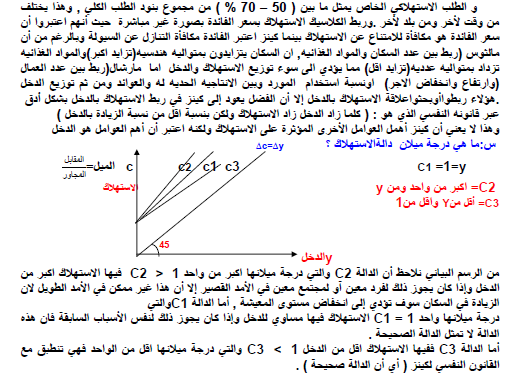 و الطلب الاستهلاكي الخاص يمثل ما بين ( 50 – 70 % ) من مجموع بنود الطلب الكلي , وهذا يختلف
من وقت لآخر ومن بلد لآخر .وربط الكلاسيك الاستهلاك بسعر الفائدة بصورة غير مباشرة حيث أنهم اعتبروا أن
سعر الفائدة هو مكافأة للامتناع عن الاستهلاك بينما كينز اعتبر الفائدة مكافأة التنازل عن السيولة وبالرغم من أن
مالثوس (ربط بين عدد السكان والمواد الغذائيه, ان السكان يتزايدون بمتواليه هندسيه(تزايد اكبر)والمواد الغذائيه
تزداد بمتواليه عدديه(تزايد اقل) مما يؤدي الى سوء توزيع الاستهلاك والدخل اما مارشال(ربط بين عدد العمال
(وارتفاع وانخفاض الاجر) اونسبة استخدام المورد وبين الانتاجيه الحديه له والعوائد ومن ثم توزيع الدخل
.هؤلاء ربطواأوبحثواعلاقة الاستهلاك بالدخل إلا أن الفضل يعود إلى كينز في ربط الاستهلاك بالدخل بشكل أدق
عبر قانونه النفسي الذي هو : ( كلما زاد الدخل زاد الاستهلاك ولكن بنسبة اقل من نسبة الزيادة بالدخل )
وهذا لا يعني أن كينز أهمل العوامل الأخرى المؤثرة على الاستهلاك ولكنه اعتبر أن أهم العوامل هو الدخل
س:ما هي درجة ميلان دالةالاستهلاك ؟
Δc=Δy
C1 =1=y
c2 c1 c3
c الميل= المقابل
المجاور
الاستهلاك
C2= اكبر من واحد ومن y
C3= أقل منY واقل من1
45
الدخلy
من الرسم البياني نلاحظ أن الدالة C2 والتي درجة ميلانها اكبر من واحد C2 > 1 فيها الاستهلاك اكبر من
الدخل وإذا كان يجوز ذلك لفرد معين أو لمجتمع معين في الأمد القصير إلا أن هذا غير ممكن في الأمد الطويل لان
الزيادة في السكان سوف تؤدي إلى انخفاض مستوى المعيشة , أما الدالة C1والتي
درجة ميلانها واحد C1 = 1 الاستهلاك فيها مساوي للدخل وإذا كان يجوز ذلك لنفس الأسباب السابقة فان هذه
الدالة لا تمثل الدالة الصحيحة .
أما الدالة C3 ففيها الاستهلاك اقل من الدخل C3 < 1 والتي درجة ميلانها اقل من الواحد فهي تنطبق مع
القانون النفسي لكينز ( أي أن الدالة صحيحة ) .